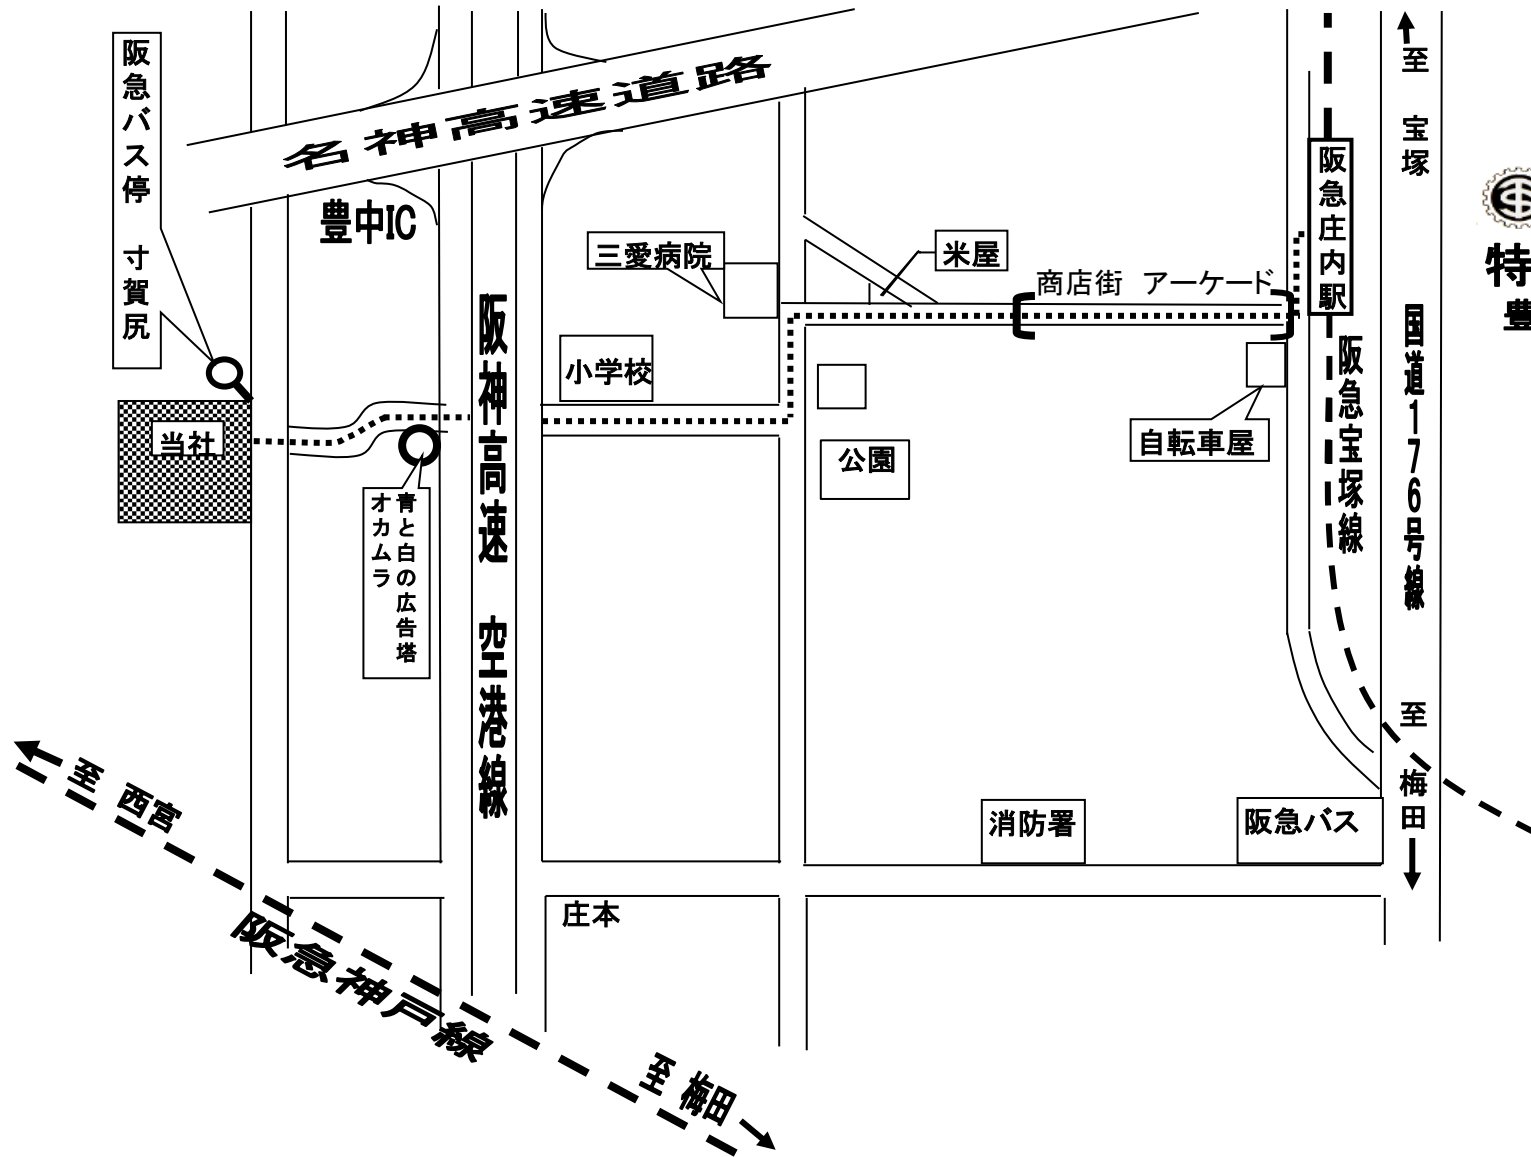 至 宝塚
阪急バス停 寸賀尻
名神高速道路
阪急庄内駅
豊中IC
三愛病院
米屋
特
商店街 アーケード
豊
阪神高速 空港線
国道176号線
小学校
阪急宝塚線
当社
自転車屋
公園
青と白の広告塔
オカムラ
至 梅田
至 西宮
消防署
阪急バス
庄本
阪急神戸線
至 梅田